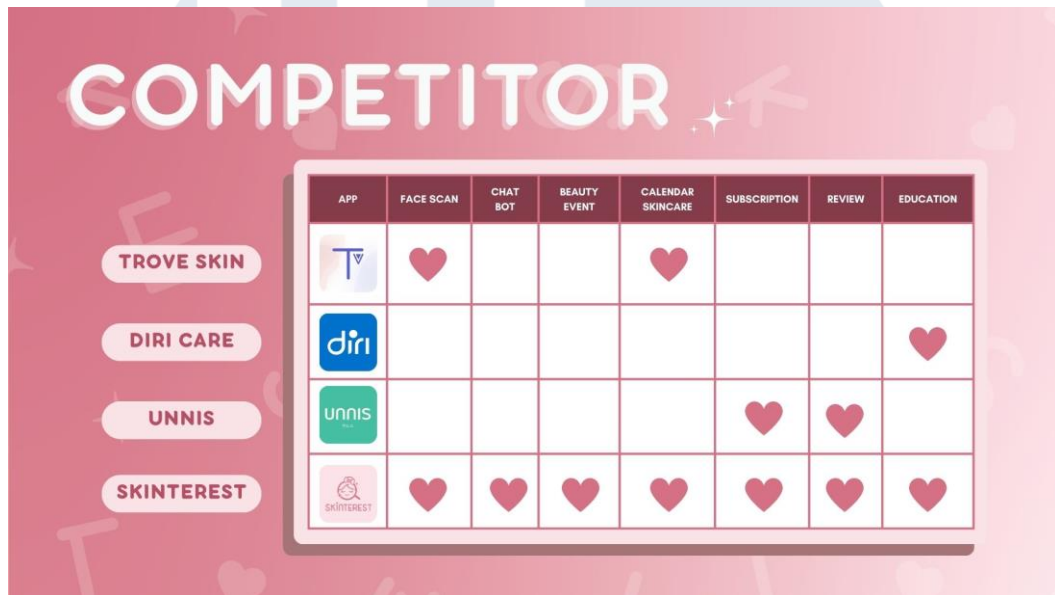 COMPETITOR
APP FACE SCAN CHAT BOT BEAUTY EVENT CALENDAR SKINCARE SUBSCRIPTION REVIEW EDUCATION
TROVE SKIN T
DIRI CARE diri
UNNIS UNNIS
SKINTEREST SKINTEREST